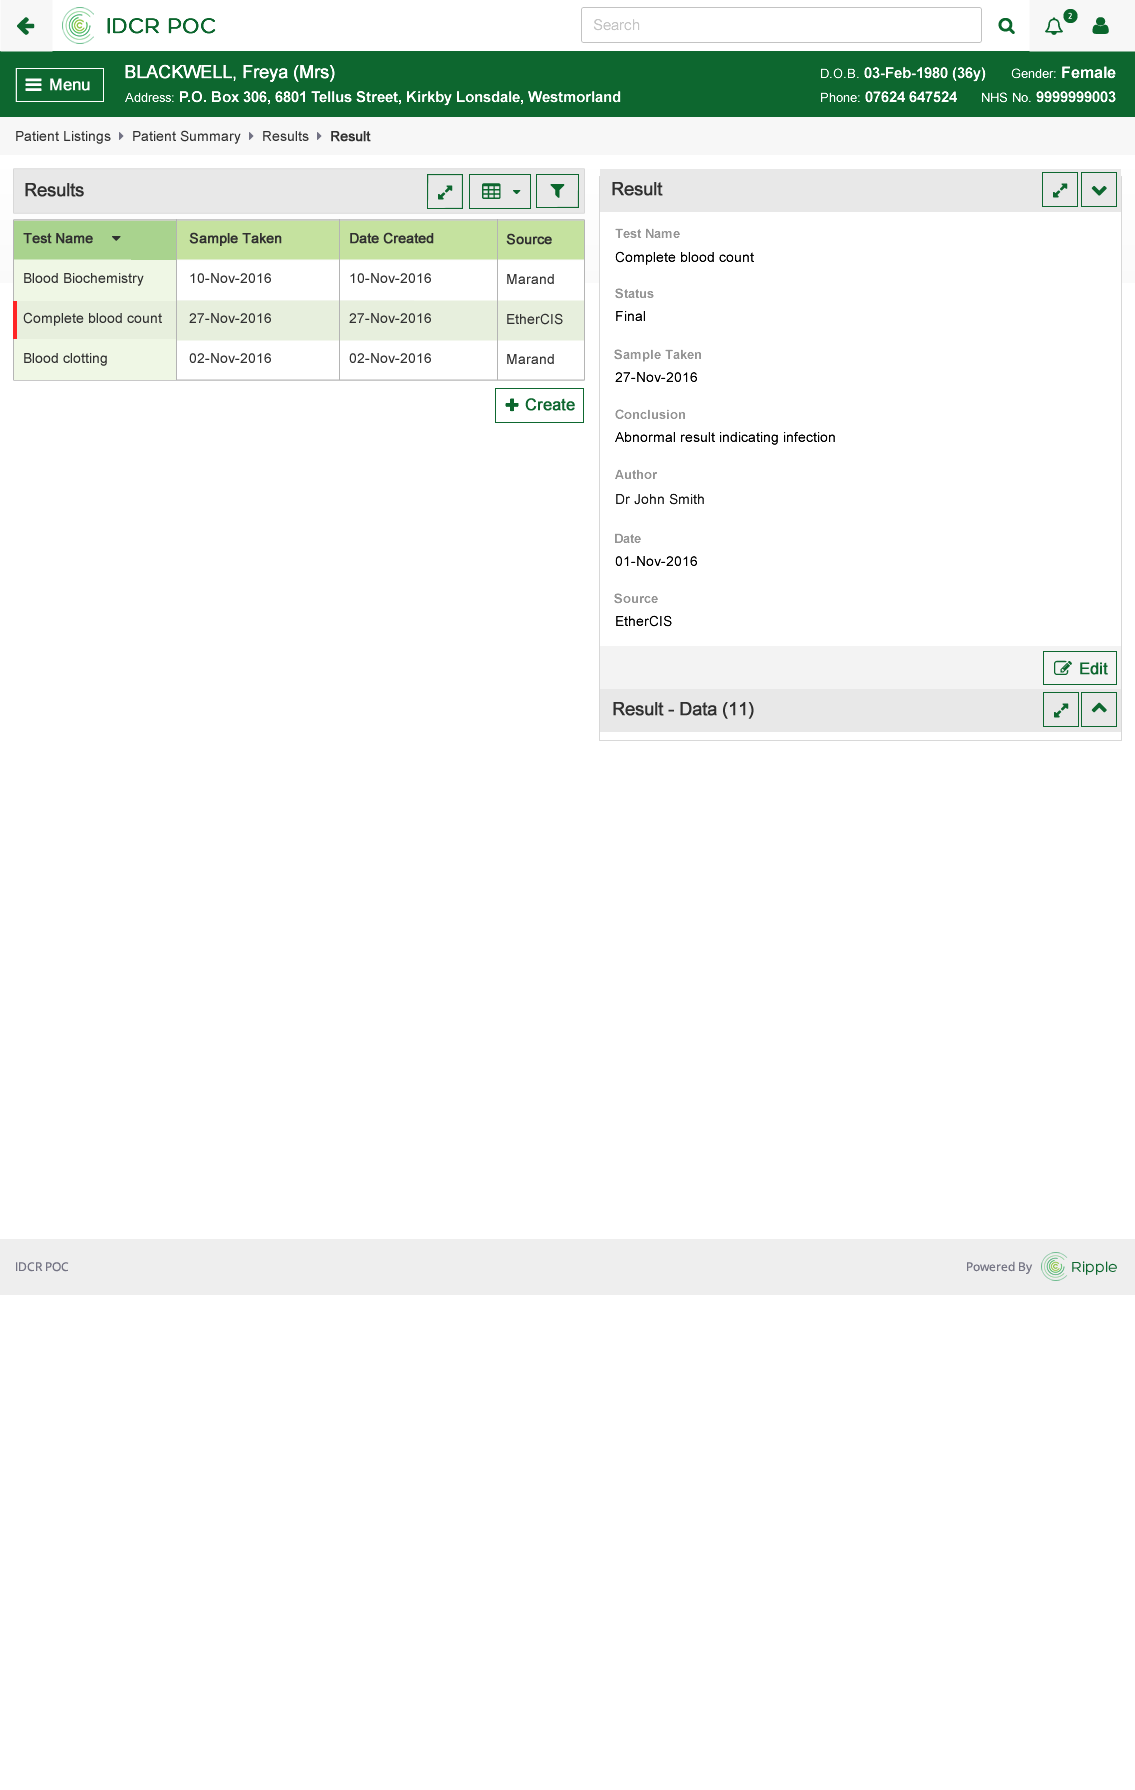 IDCR POC
Search
2
Menu
BLACKWELL, Freya (Mrs)
D.O.B. 03-Feb-1980 (36y) Gender: Female
Address: P.O. Box 306, 6801 Tellus Street, Kirkby Lonsdale, Westmorland
Phone: 07624 647524 NHS No. 9999999003
Patient Listings Patient Summary Results Result
Results
Test Name Sample Taken Date Created Source
Blood Biochemistry 10-Nov-2016 10-Nov-2016 Marand
Complete blood count 27-Nov-2016 27-Nov-2016 EtherCIS
Blood clotting 02-Nov-2016 02-Nov-2016 Marand
Create
Result
Test Name
Complete blood count
Status
Final
Sample Taken
27-Nov-2016
Conclusion
Abnormal result indicating infection
Author
Dr John Smith
Date
01-Nov-2016
Source
EtherCIS
Edit
Result - Data (11)
IDCR POC
Powered By Ripple